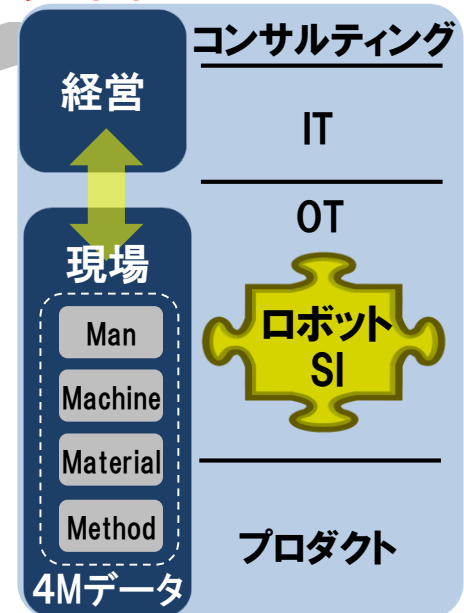 コンサルティング
経営
IT
OT
現場
ロボット
SI
Man
Machine
Material
Method
プロダクト
4Mデータ